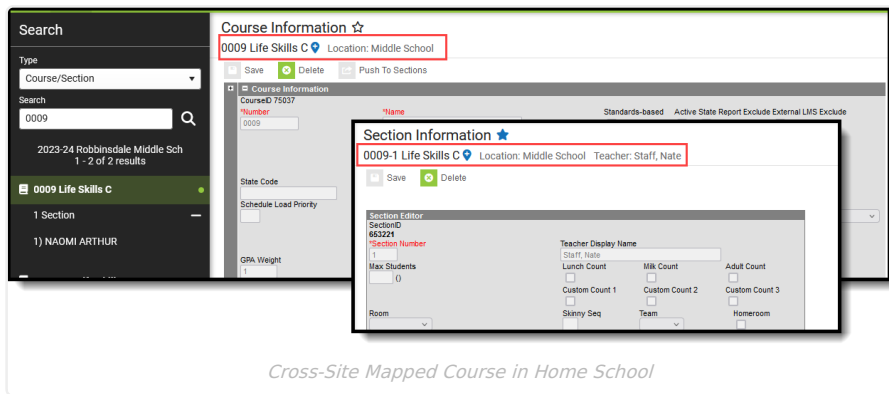 Search
Type
Course/Section
Search
0009
2023-24 Robbinsdale Middle Sch
1 - 2 of 2 results
0009 Life Skills C
1 Section
1) NAOMI ARTHUR
Course Information
0009 Life Skills C Location: Middle School
Save Delete Push To Sections
Course Information
CourseID 75037
*Number *Name Standards-based Active State Report Exclude External LMS Exclude
0009
State Code
Schedule Load Priority
GPA Weight
1
Section Information
0009-1 Life Skills C Location: Middle School Teacher: Staff, Nate
Save Delete
Section Editor
SectionID
653221
*Section Number Teacher Display Name
1 Staff, Nate
Max Students Lunch Count Milk Count Adult Count
()
Custom Count 1 Custom Count 2 Custom Count 3
Room Skinny Seq Team Homeroom
Cross-Site Mapped Course in Home School